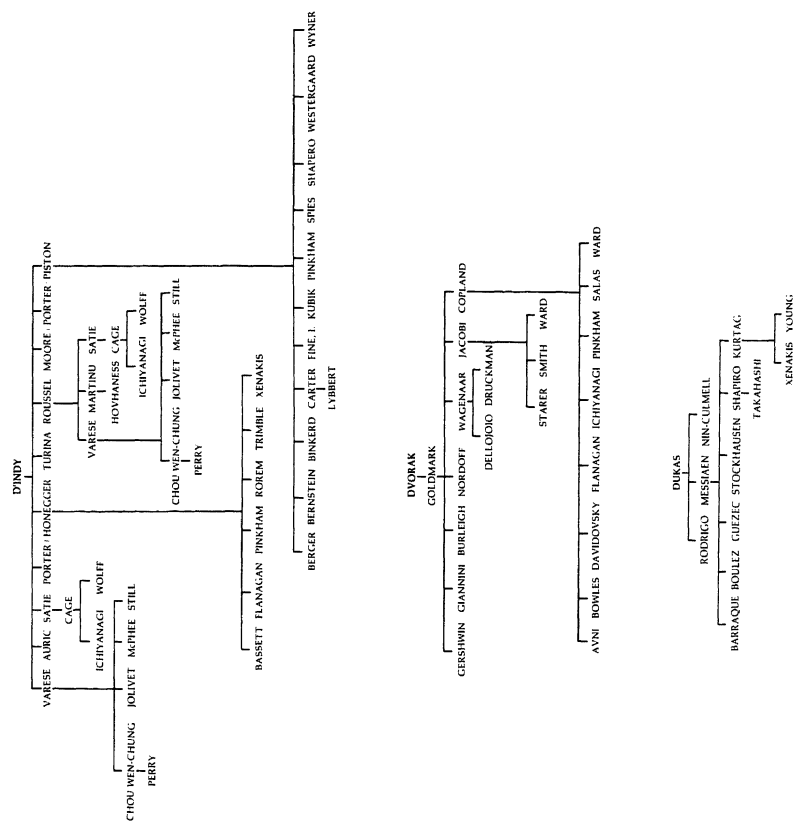 D'INDY
VARESE AURIC SATIE PORTER HONEGGER TURINA ROUSSEL MOORE PORTER PISTON
CAGE
ICHIYANAGI WOLFF
CHOU WEN-CHUNG JOLIVET McPHEE STILL
PERRY
VARESE MARTINU SATIE
HOVHANESS CAGE
ICHIYANAGI WOLFF
CHOU WEN-CHUNG JOLIVET McPHEE STILL
PERRY
BASSETT FLANAGAN PINKHAM ROREM TRIMBLE XENAKIS
BERGER BERNSTEIN BINKERD CARTER FINE, I. KUBIK PINKHAM SPIES SHAPERO WESTERGAARD WYNER
LYBBERT
DVORAK
GOLDMARK
GERSHWIN GIANNINI BURLEIGH NORDOFF WAGENAAR JACOBI COPLAND
DELLOJOIO DRUCKMAN
STARER SMITH WARD
AVNI BOWLES DAVIDOVSKY FLANAGAN ICHIYANAGI PINKHAM SALAS WARD
DUKAS
RODRIGO MESSIAEN NIN-CULMELL
BARRAQUE BOULEZ GUEZEC STOCKHAUSEN SHAPIRO KURTAG
TAKAHASHI
XENAKIS YOUNG